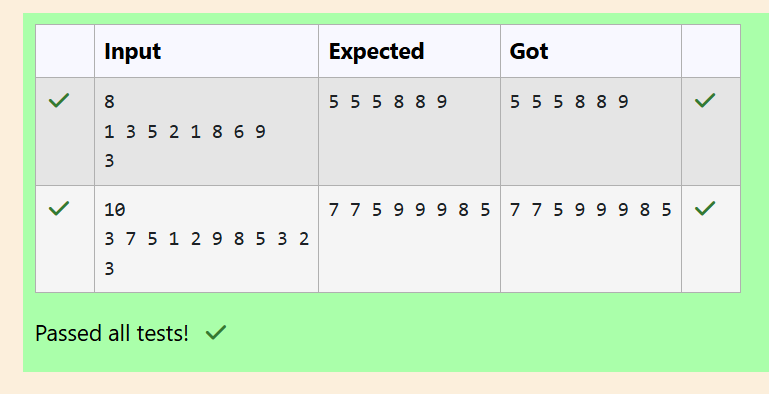 Input Expected Got
8 5 5 5 8 8 9 5 5 5 8 8 9
1 3 5 2 1 8 6 9
3
10 7 7 5 9 9 9 8 5 7 7 5 9 9 9 8 5
3 7 5 1 2 9 8 5 3 2
3
Passed all tests!